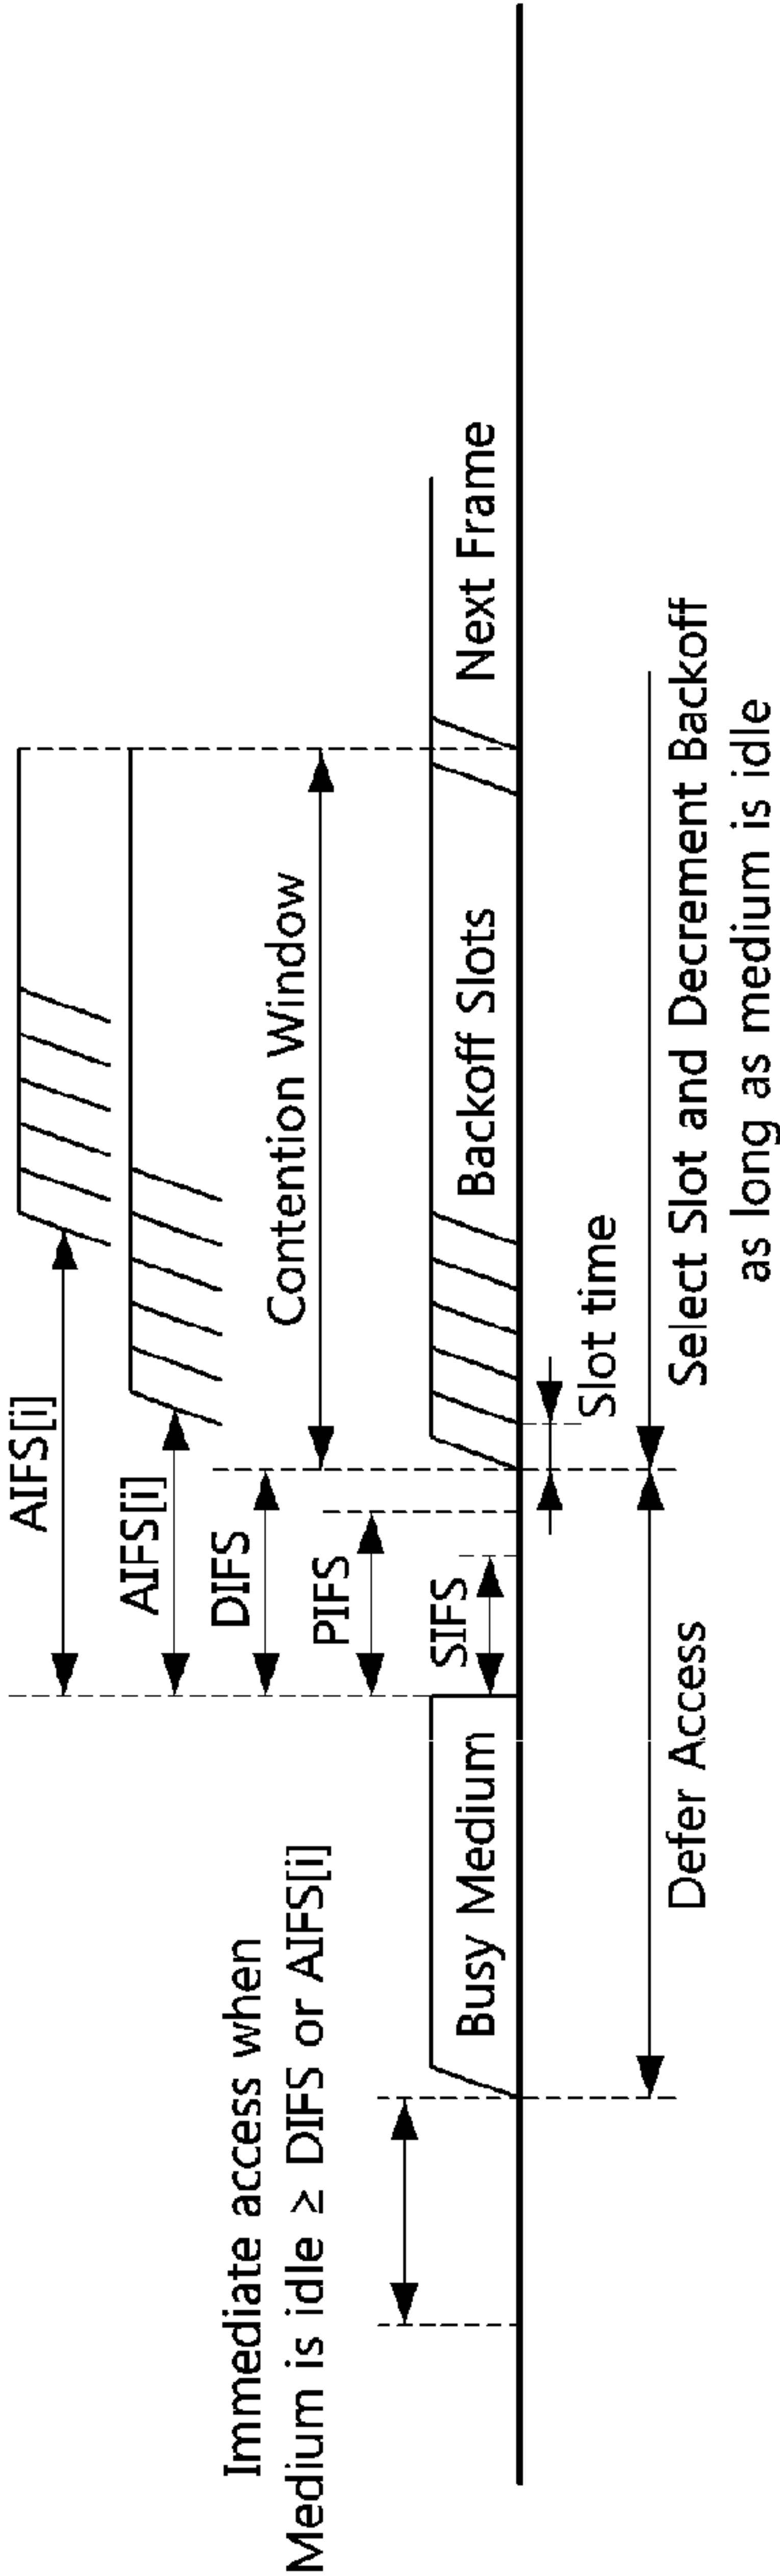 AIFS[i]
AIFS[i]
Immediate access when
Medium is idle ≥ DIFS or AIFS[i]
DIFS
Contention Window
PIFS
SIFS
Busy Medium
Backoff Slots
Next Frame
Slot time
Defer Access
Select Slot and Decrement Backoff
as long as medium is idle